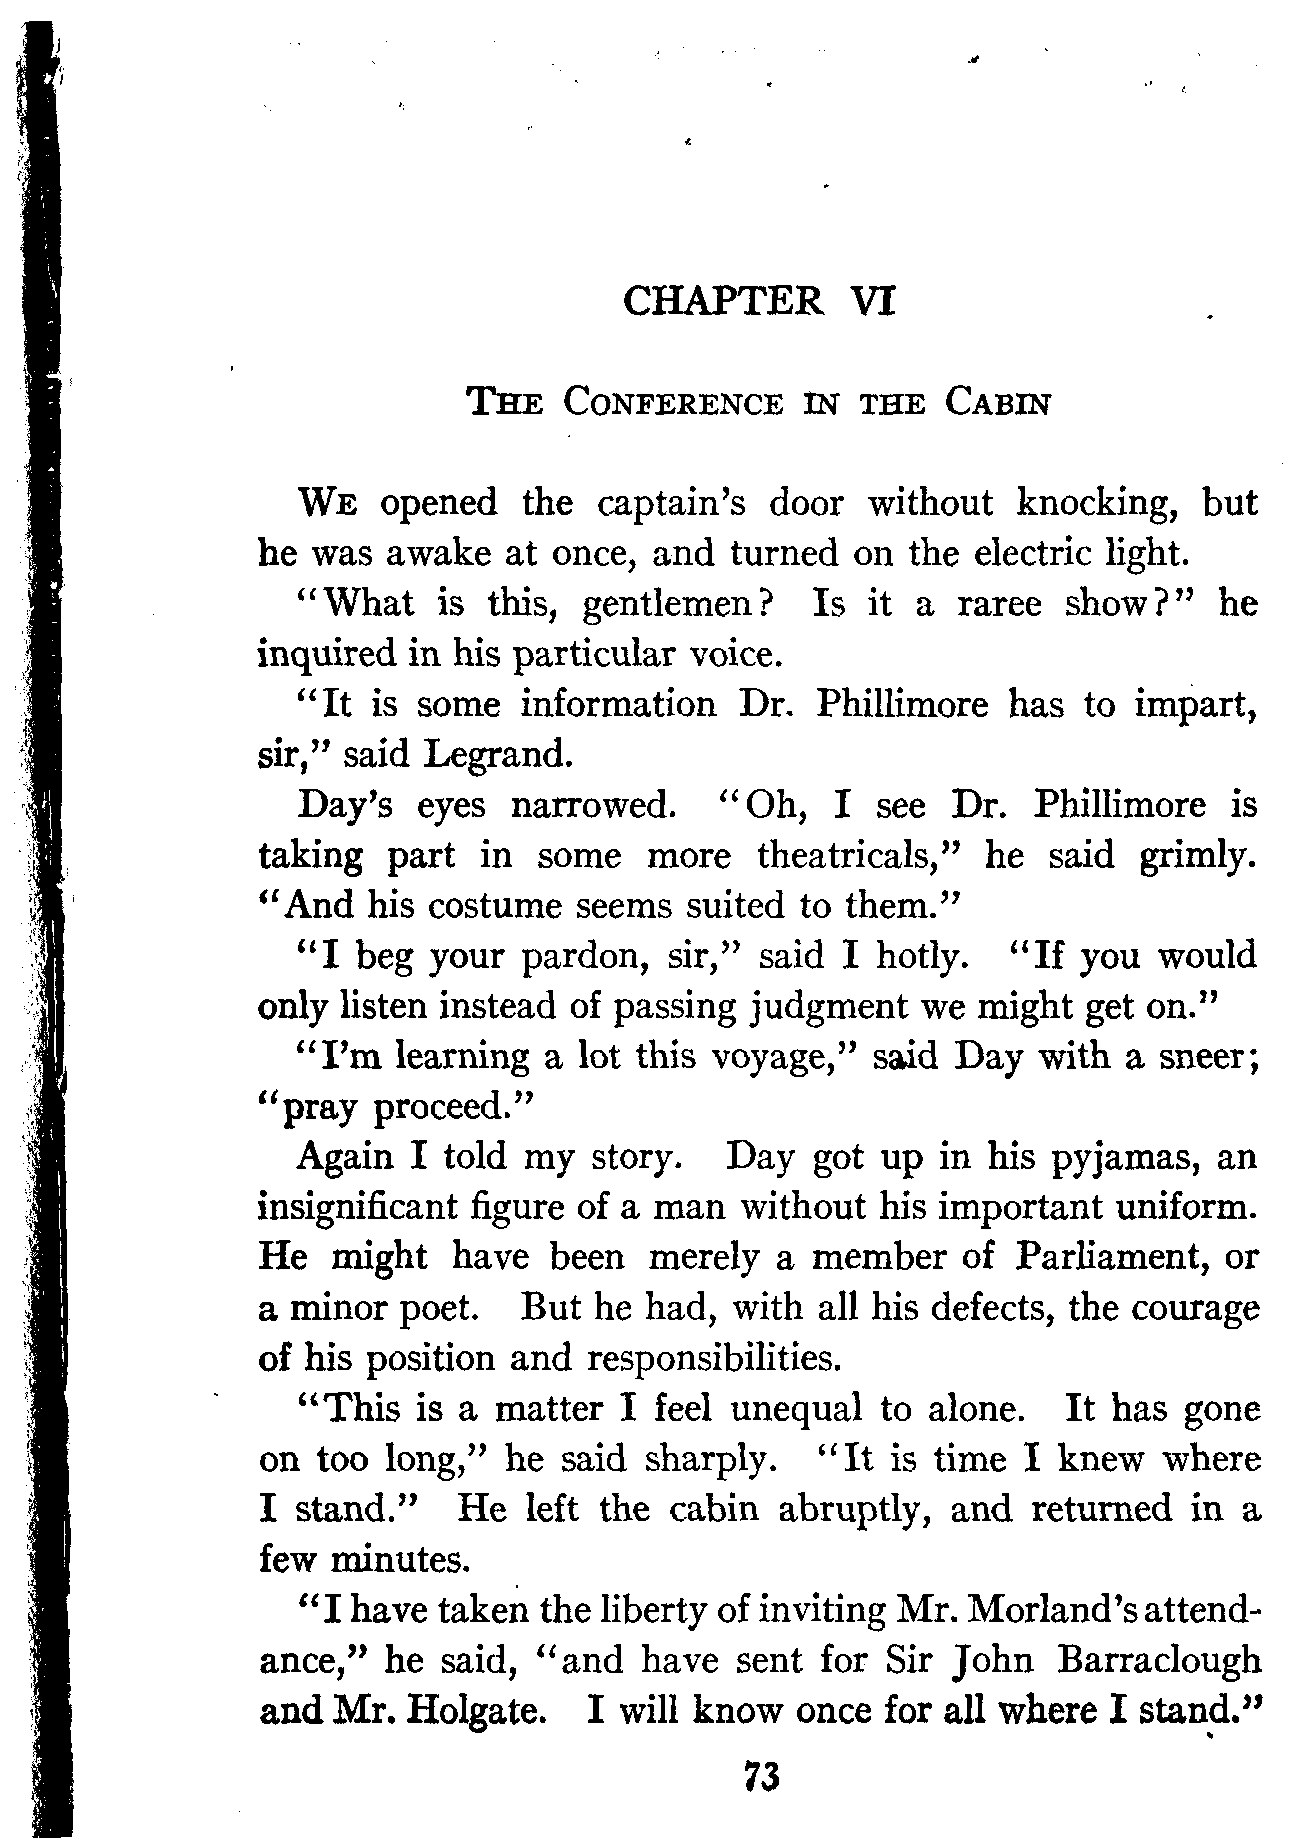 CHAPTER VI
THE CONFERENCE IN THE CABIN
WE opened the captain's door without knocking, but
he was awake at once, and turned on the electric light.
"What is this, gentlemen? Is it a raree show?" he
inquired in his particular voice.
"It is some information Dr. Phillimore has to impart,
sir," said Legrand.
Day's eyes narrowed. "Oh, I see Dr. Phillimore is
taking part in some more theatricals," he said grimly.
"And his costume seems suited to them."
"I beg your pardon, sir," said I hotly. "If you would
only listen instead of passing judgment we might get on."
"I'm learning a lot this voyage," said Day with a sneer;
"pray proceed."
Again I told my story. Day got up in his pyjamas, an
insignificant figure of a man without his important uniform.
He might have been merely a member of Parliament, or
a minor poet. But he had, with all his defects, the courage
of his position and responsibilities.
"This is a matter I feel unequal to alone. It has gone
on too long," he said sharply. "It is time I knew where
I stand." He left the cabin abruptly, and returned in a
few minutes.
"I have taken the liberty of inviting Mr. Morland's attend-
ance," he said, "and have sent for Sir John Barraclough
and Mr. Holgate. I will know once for all where I stand."
73